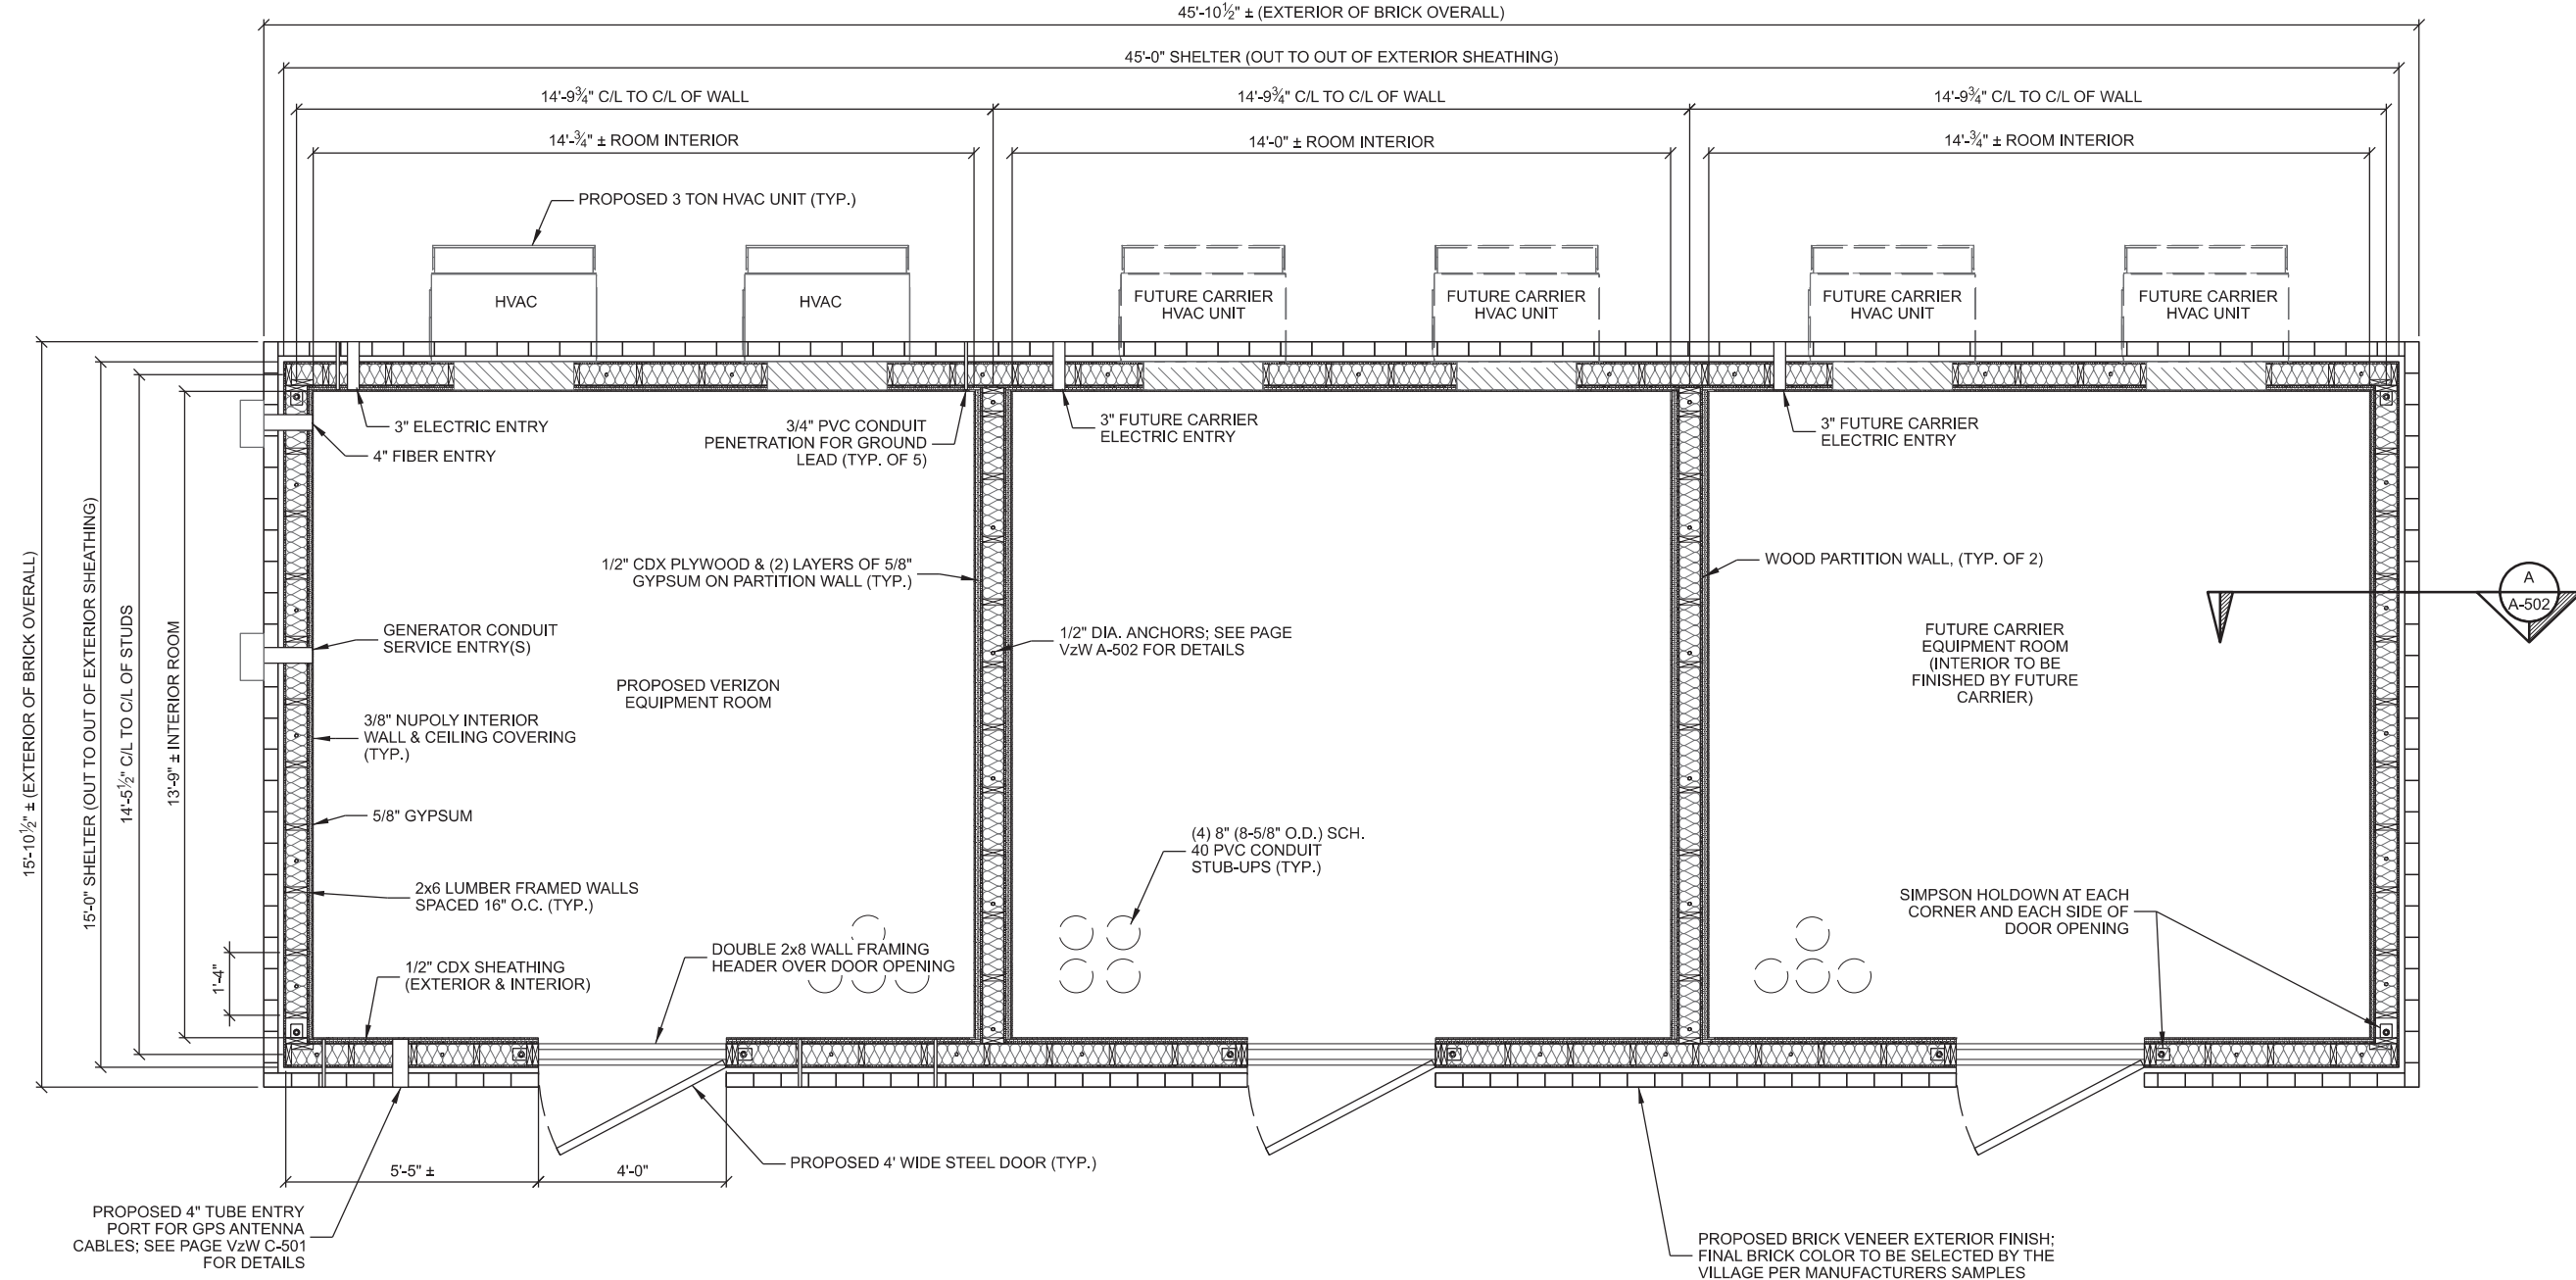 45'-10½" ± (EXTERIOR OF BRICK OVERALL)
45'-0" SHELTER (OUT TO OUT OF EXTERIOR SHEATHING)
14'-9¾" C/L TO C/L OF WALL
14'-9¾" C/L TO C/L OF WALL
14'-9¾" C/L TO C/L OF WALL
14'-¾" ± ROOM INTERIOR
14'-0" ± ROOM INTERIOR
14'-¾" ± ROOM INTERIOR
PROPOSED 3 TON HVAC UNIT (TYP.)
HVAC
HVAC
FUTURE CARRIER
HVAC UNIT
FUTURE CARRIER
HVAC UNIT
FUTURE CARRIER
HVAC UNIT
FUTURE CARRIER
HVAC UNIT
15'-10½" ± (EXTERIOR OF BRICK OVERALL)
15'-0" SHELTER (OUT TO OUT OF EXTERIOR SHEATHING)
14'-5½" C/L TO C/L OF STUDS
13'-9" ± INTERIOR ROOM
1'-4"
3" ELECTRIC ENTRY
4" FIBER ENTRY
3/4" PVC CONDUIT
PENETRATION FOR GROUND
LEAD (TYP. OF 5)
3" FUTURE CARRIER
ELECTRIC ENTRY
3" FUTURE CARRIER
ELECTRIC ENTRY
1/2" CDX PLYWOOD & (2) LAYERS OF 5/8"
GYPSUM ON PARTITION WALL (TYP.)
WOOD PARTITION WALL, (TYP. OF 2)
A
A-502
GENERATOR CONDUIT
SERVICE ENTRY(S)
1/2" DIA. ANCHORS; SEE PAGE
VzW A-502 FOR DETAILS
FUTURE CARRIER
EQUIPMENT ROOM
(INTERIOR TO BE
FINISHED BY FUTURE
CARRIER)
PROPOSED VERIZON
EQUIPMENT ROOM
3/8" NUPOLY INTERIOR
WALL & CEILING COVERING
(TYP.)
5/8" GYPSUM
(4) 8" (8-5/8" O.D.) SCH.
40 PVC CONDUIT
STUB-UPS (TYP.)
2x6 LUMBER FRAMED WALLS
SPACED 16" O.C. (TYP.)
SIMPSON HOLDOWN AT EACH
CORNER AND EACH SIDE OF
DOOR OPENING
DOUBLE 2x8 WALL FRAMING
HEADER OVER DOOR OPENING
1/2" CDX SHEATHING
(EXTERIOR & INTERIOR)
5'-5" ±
4'-0"
PROPOSED 4' WIDE STEEL DOOR (TYP.)
PROPOSED 4" TUBE ENTRY
PORT FOR GPS ANTENNA
CABLES; SEE PAGE VzW C-501
FOR DETAILS
PROPOSED BRICK VENEER EXTERIOR FINISH;
FINAL BRICK COLOR TO BE SELECTED BY THE
VILLAGE PER MANUFACTURERS SAMPLES